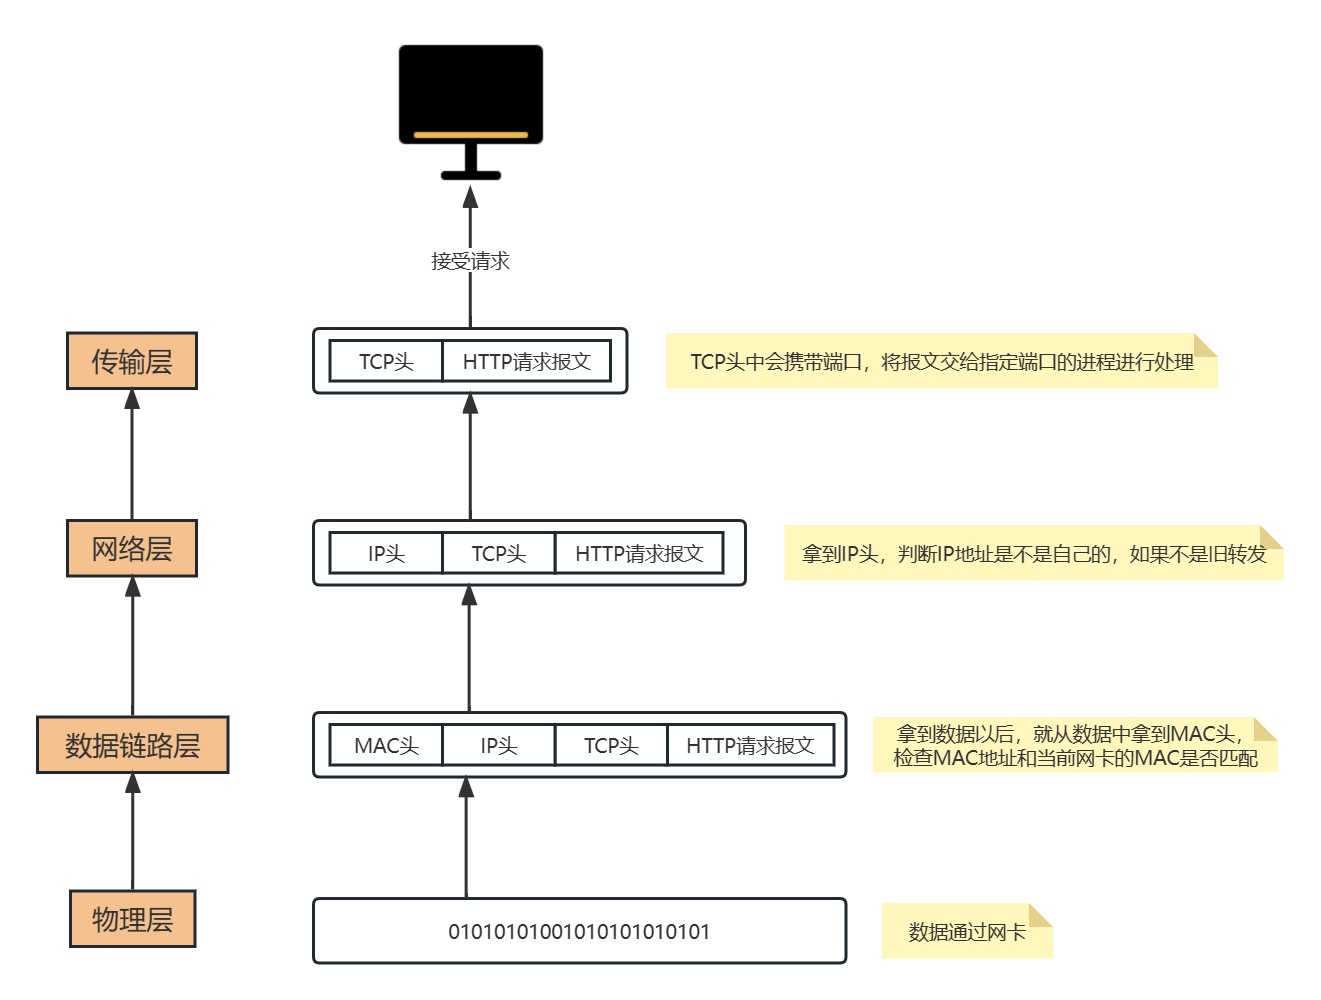 接受请求
传输层
TCP头 HTTP请求报文
TCP头中会携带端口，将报文交给指定端口的进程进行处理
网络层
IP头 TCP头 HTTP请求报文
拿到IP头，判断IP地址是不是自己的，如果不是旧转发
数据链路层
MAC头 IP头 TCP头 HTTP请求报文
拿到数据以后，就从数据中拿到MAC头，
检查MAC地址和当前网卡的MAC是否匹配
物理层
01010101001010101010101
数据通过网卡